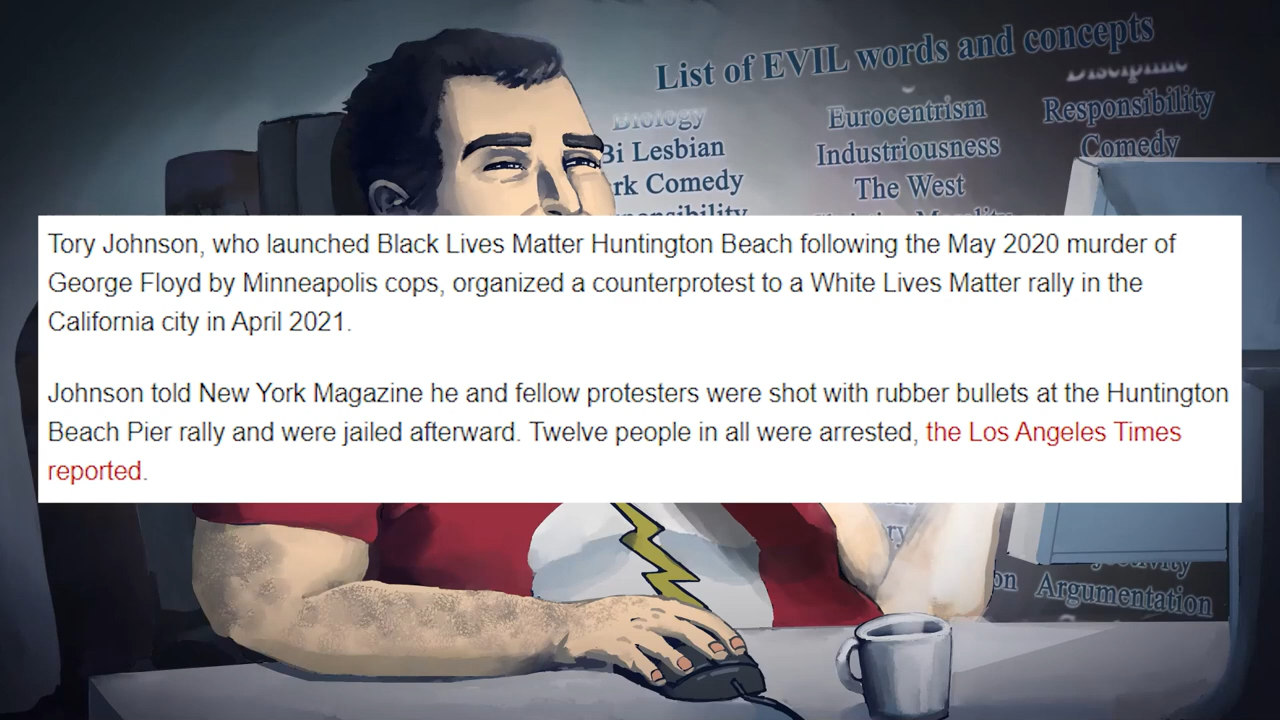 List of EVIL words and concepts
Discipline
Biology
Eurocentrism
Responsibility
Bi Lesbian
Industriousness
Comedy
rk Comedy
The West
Tory Johnson, who launched Black Lives Matter Huntington Beach following the May 2020 murder of
George Floyd by Minneapolis cops, organized a counterprotest to a White Lives Matter rally in the
California city in April 2021.
Johnson told New York Magazine he and fellow protesters were shot with rubber bullets at the Huntington
Beach Pier rally and were jailed afterward. Twelve people in all were arrested, the Los Angeles Times
reported.
Argumentation